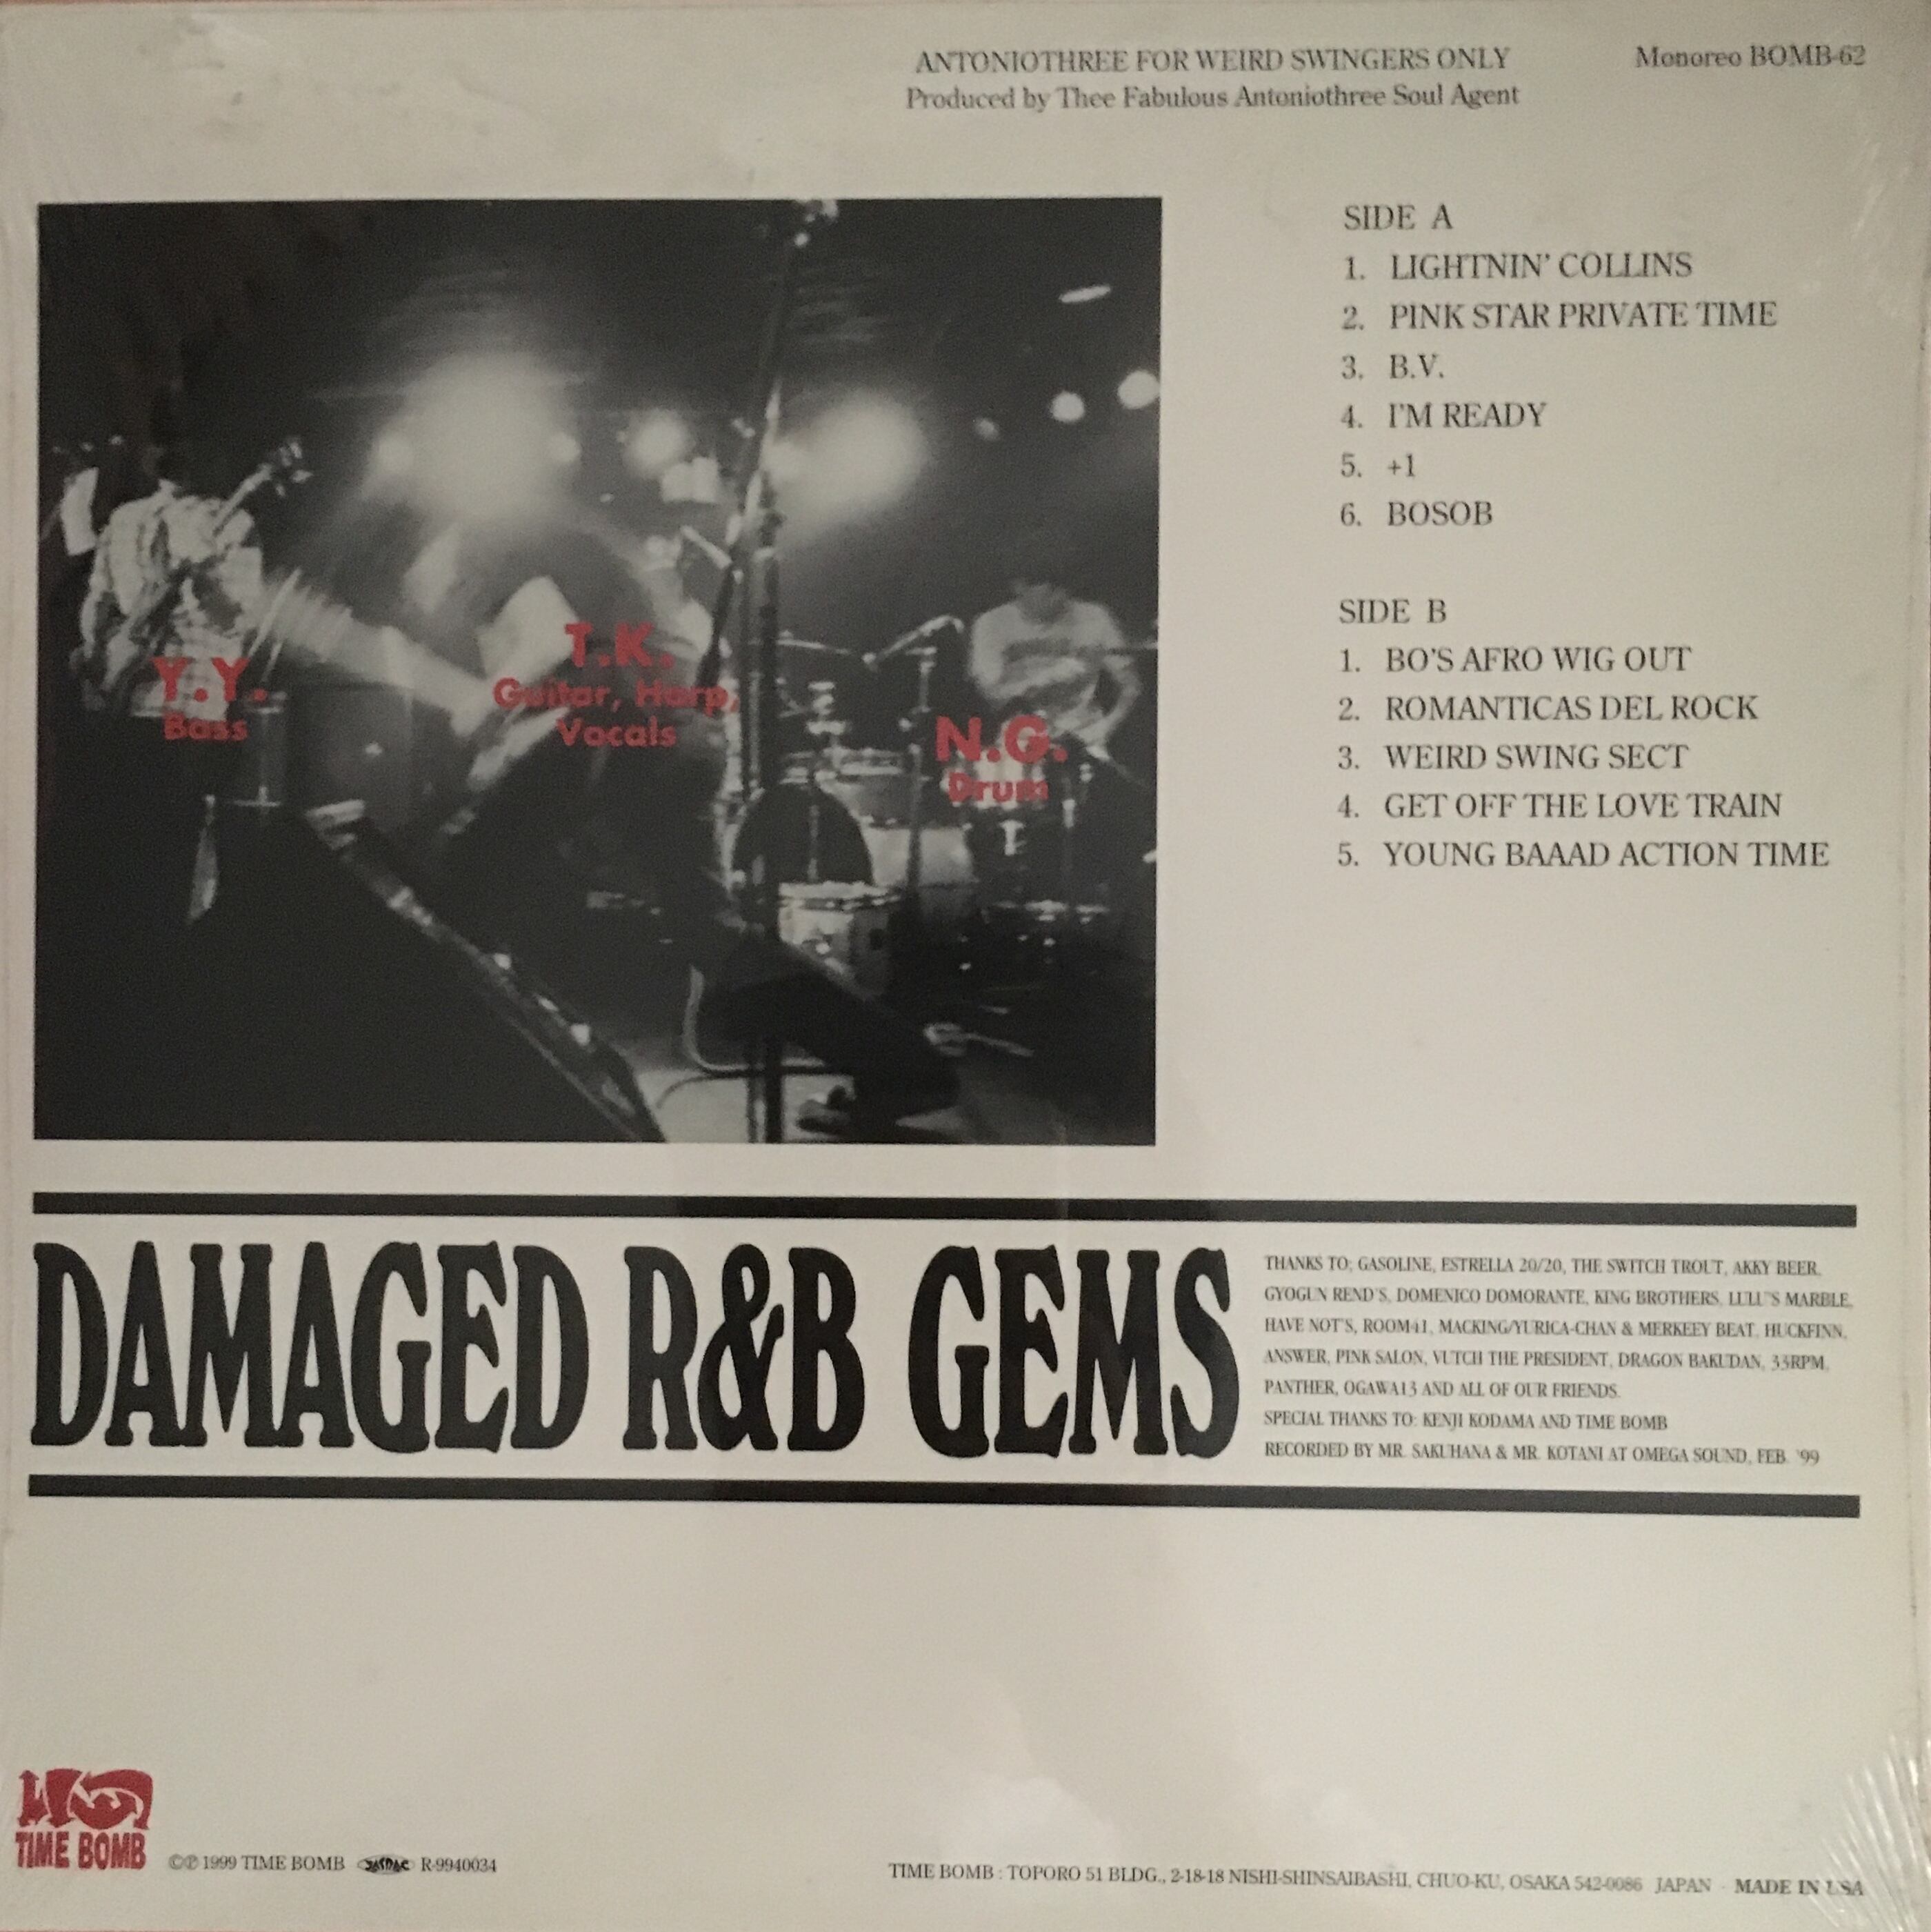 ANTONIOTHREE FOR WEIRD SWINGERS ONLY
Produced by Thee Fabulous Antoniothree Soul Agent
Monoreo BOMB-62
SIDE A
1. LIGHTNIN' COLLINS
2. PINK STAR PRIVATE TIME
3. B.V.
4. I'M READY
5. +1
6. BOSOB
SIDE B
1. BO'S AFRO WIG OUT
2. ROMANTICAS DEL ROCK
3. WEIRD SWING SECT
4. GET OFF THE LOVE TRAIN
5. YOUNG BAAAD ACTION TIME
Y.Y.
Bass
T.K.
Guitar, Harp,
Vocals
N.G.
Drum
DAMAGED R&B GEMS
THANKS TO; GASOLINE, ESTRELLA 20/20, THE SWITCH TROUT, AKKY BEER,
GYOGUN REND'S, DOMENICO DOMORANTE, KING BROTHERS, LULU'S MARBLE,
HAVE NOT'S, ROOM41, MACKING/YURICA-CHAN & MERKEEY BEAT, HUCKFINN,
ANSWER, PINK SALON, VUTCH THE PRESIDENT, DRAGON BAKUDAN, 33RPM,
PANTHER, OGAWA13 AND ALL OF OUR FRIENDS.
SPECIAL THANKS TO: KENJI KODAMA AND TIME BOMB
RECORDED BY MR. SAKUHANA & MR. KOTANI AT OMEGA SOUND, FEB. '99
TIME BOMB
©℗ 1999 TIME BOMB JASRAC R-9940034
TIME BOMB : TOPORO 51 BLDG., 2-18-18 NISHI-SHINSAIBASHI, CHUO-KU, OSAKA 542-0086 JAPAN · MADE IN USA